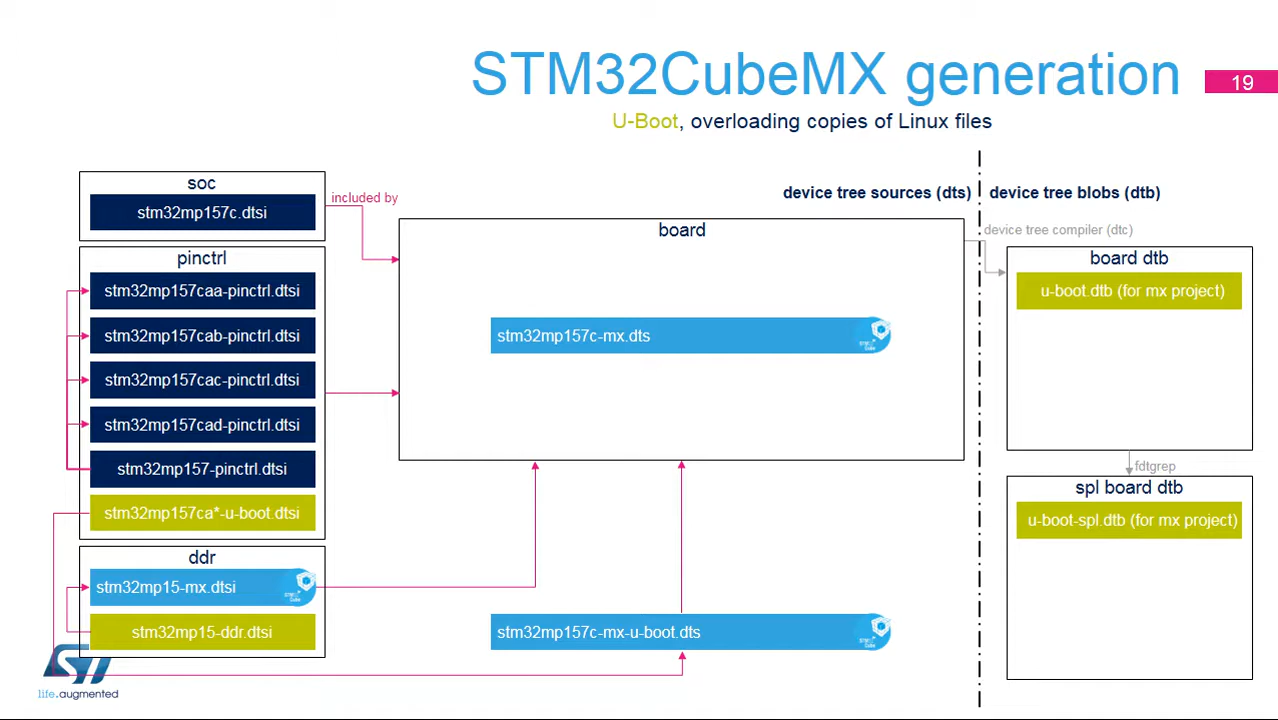 STM32CubeMX generation
19
U-Boot, overloading copies of Linux files
device tree sources (dts)
device tree blobs (dtb)
soc
stm32mp157c.dtsi
included by
pinctrl
stm32mp157caa-pinctrl.dtsi
stm32mp157cab-pinctrl.dtsi
stm32mp157cac-pinctrl.dtsi
stm32mp157cad-pinctrl.dtsi
stm32mp157-pinctrl.dtsi
stm32mp157ca*-u-boot.dtsi
ddr
stm32mp15-mx.dtsi
stm32mp15-ddr.dtsi
board
stm32mp157c-mx.dts
stm32mp157c-mx-u-boot.dts
device tree compiler (dtc)
board dtb
u-boot.dtb (for mx project)
fdtgrep
spl board dtb
u-boot-spl.dtb (for mx project)
ST
life.augmented